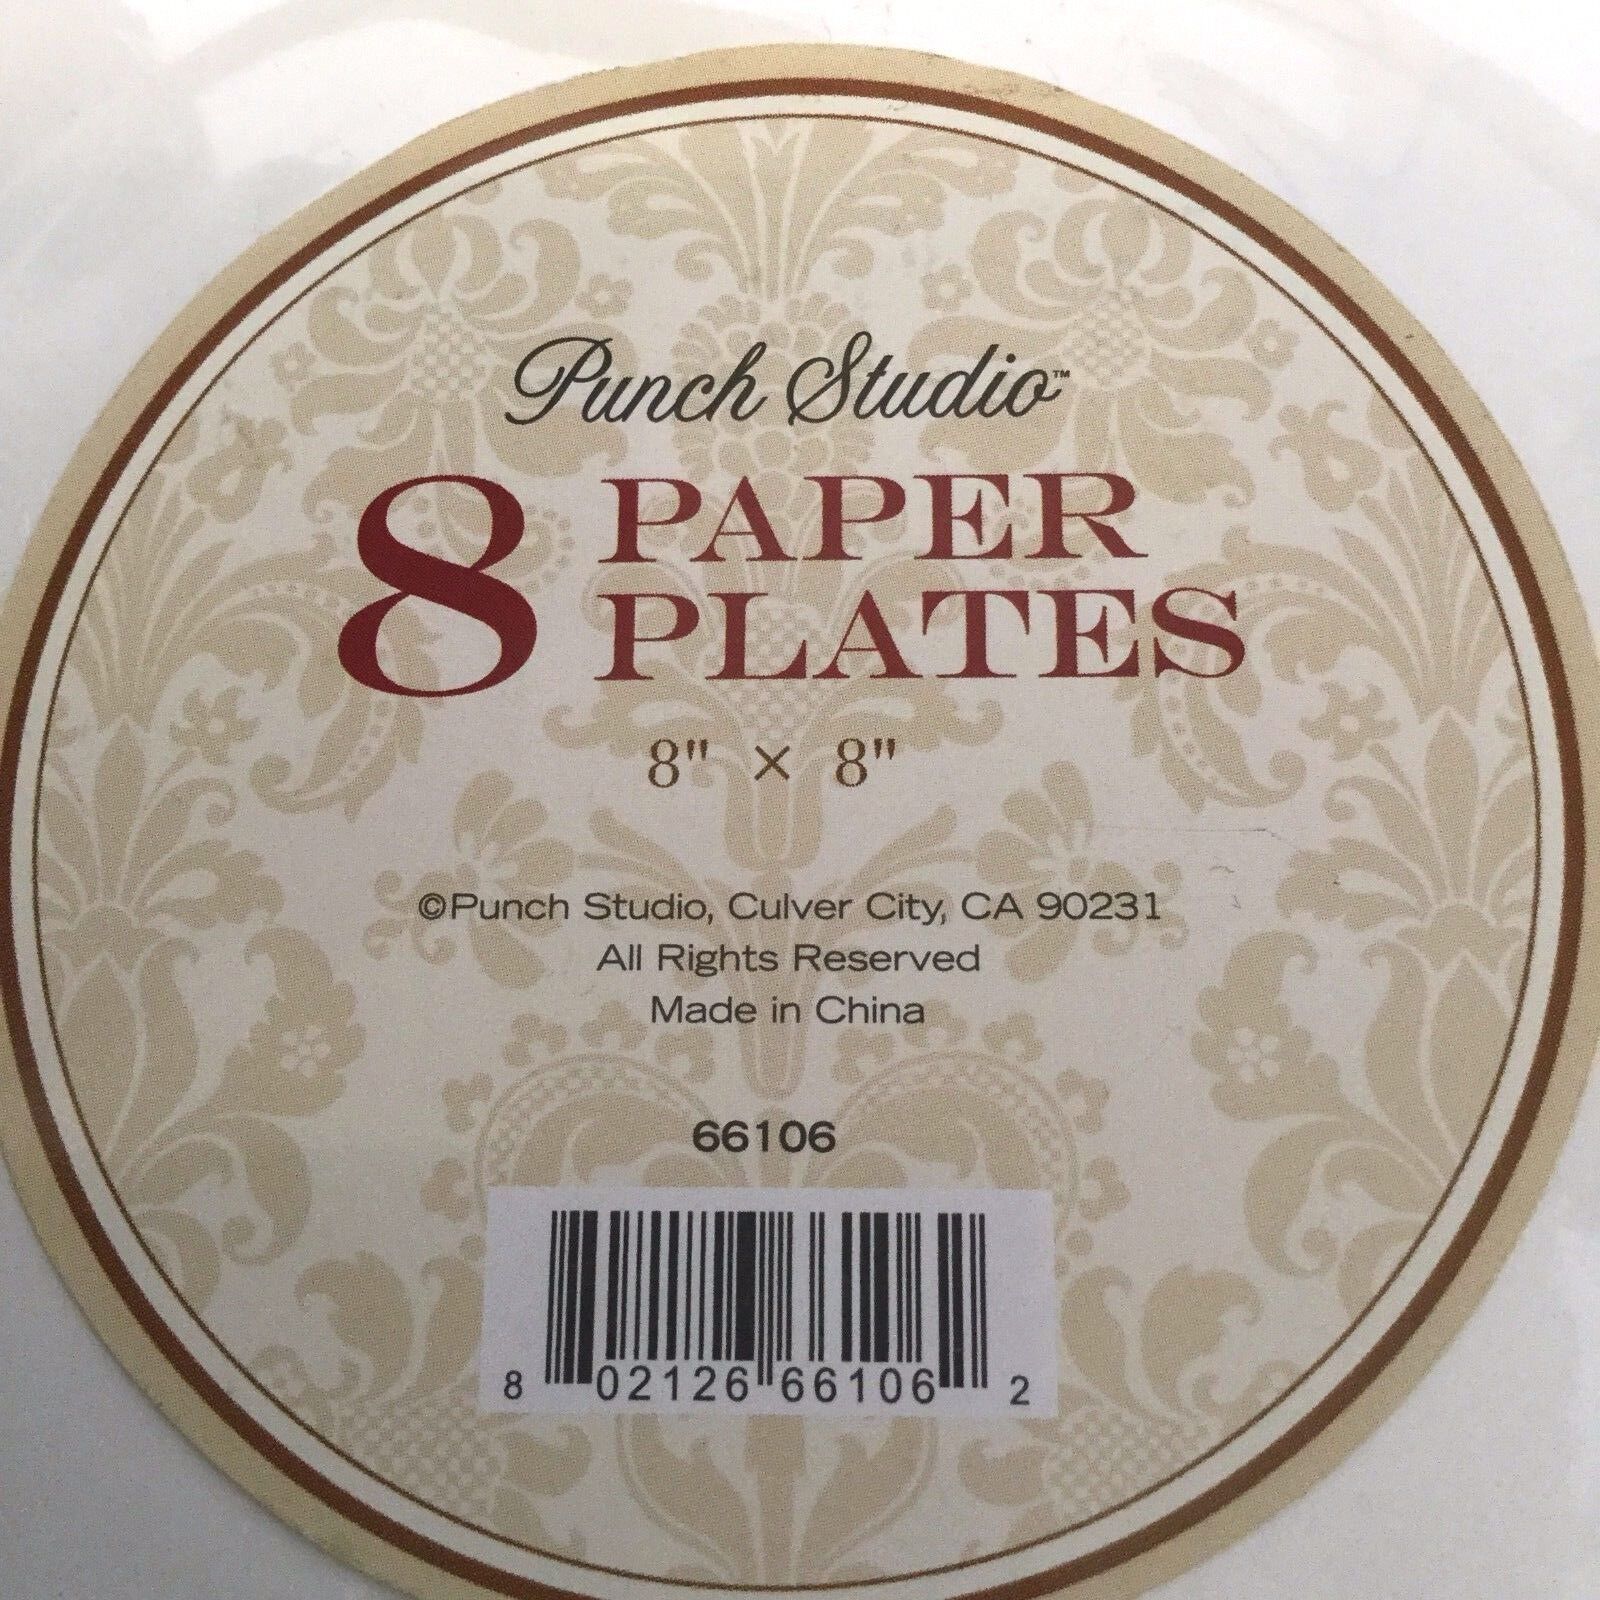 Punch Studio™
8 PAPER
PLATES
8" × 8"
©Punch Studio, Culver City, CA 90231
All Rights Reserved
Made in China
66106
8 02126 66106 2